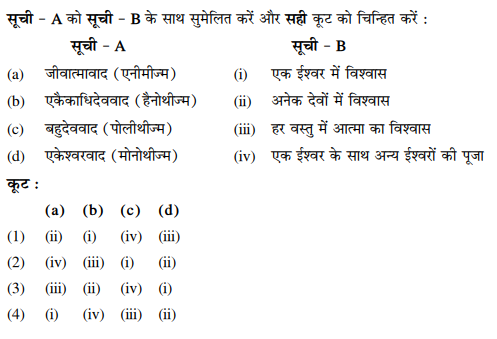 सूची - A को सूची - B के साथ सुमेलित करें और सही कूट को चिन्हित करें :
सूची - A सूची - B
(a) जीवात्मावाद (एनीमीज्म) (i) एक ईश्वर में विश्वास
(b) एकैकाधिदेववाद (हैनोथीज्म) (ii) अनेक देवों में विश्वास
(c) बहुदेववाद (पोलीथीज्म) (iii) हर वस्तु में आत्मा का विश्वास
(d) एकेश्वरवाद (मोनोथीज्म) (iv) एक ईश्वर के साथ अन्य ईश्वरों की पूजा
कूट :
(a) (b) (c) (d)
(1) (ii) (i) (iv) (iii)
(2) (iv) (iii) (i) (ii)
(3) (iii) (ii) (iv) (i)
(4) (i) (iv) (iii) (ii)